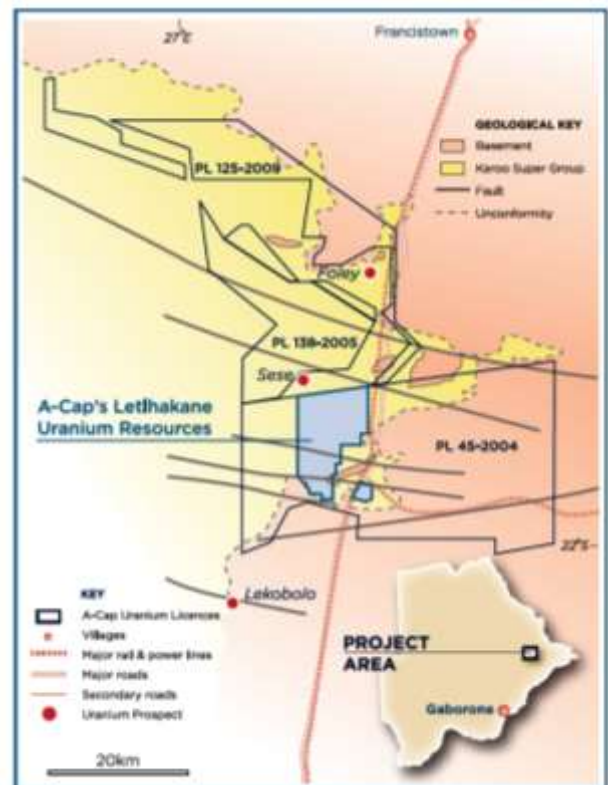 27°E
Francistown
GEOLOGICAL KEY
Basement
Karoo Super Group
Fault
Unconformity
PL 125-2009
Foley
PL 138-2005
Sese
A-Cap's Letlhakane
Uranium Resources
PL 45-2004
22°S
Lekobolo
KEY
A-Cap Uranium Licences
Villages
Major rail & power lines
Major roads
Secondary roads
Uranium Prospect
20km
PROJECT
AREA
Gaborone